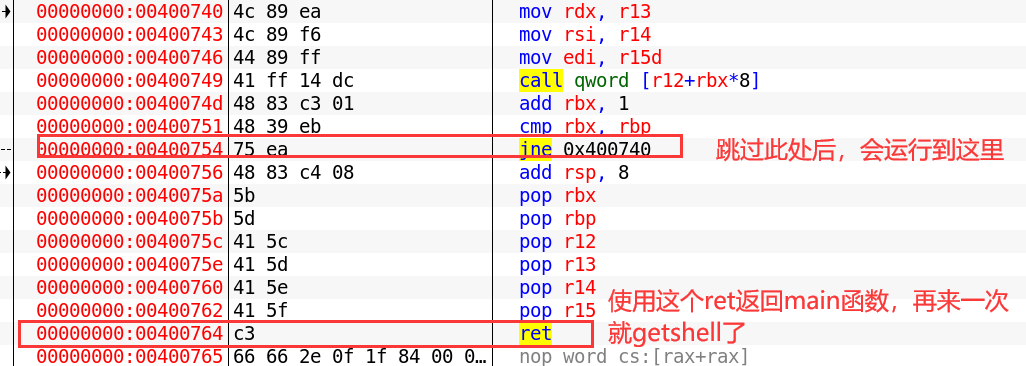 00000000:00400740 4c 89 ea mov rdx, r13
00000000:00400743 4c 89 f6 mov rsi, r14
00000000:00400746 44 89 ff mov edi, r15d
00000000:00400749 41 ff 14 dc call qword [r12+rbx*8]
00000000:0040074d 48 83 c3 01 add rbx, 1
00000000:00400751 48 39 eb cmp rbx, rbp
00000000:00400754 75 ea jne 0x400740 跳过此处后，会运行到这里
00000000:00400756 48 83 c4 08 add rsp, 8
00000000:0040075a 5b pop rbx
00000000:0040075b 5d pop rbp
00000000:0040075c 41 5c pop r12
00000000:0040075e 41 5d pop r13
00000000:00400760 41 5e pop r14
00000000:00400762 41 5f pop r15 使用这个ret返回main函数，再来一次
00000000:00400764 c3 ret 就getshell了
00000000:00400765 66 66 2e 0f 1f 84 00 0… nop word cs:[rax+rax]